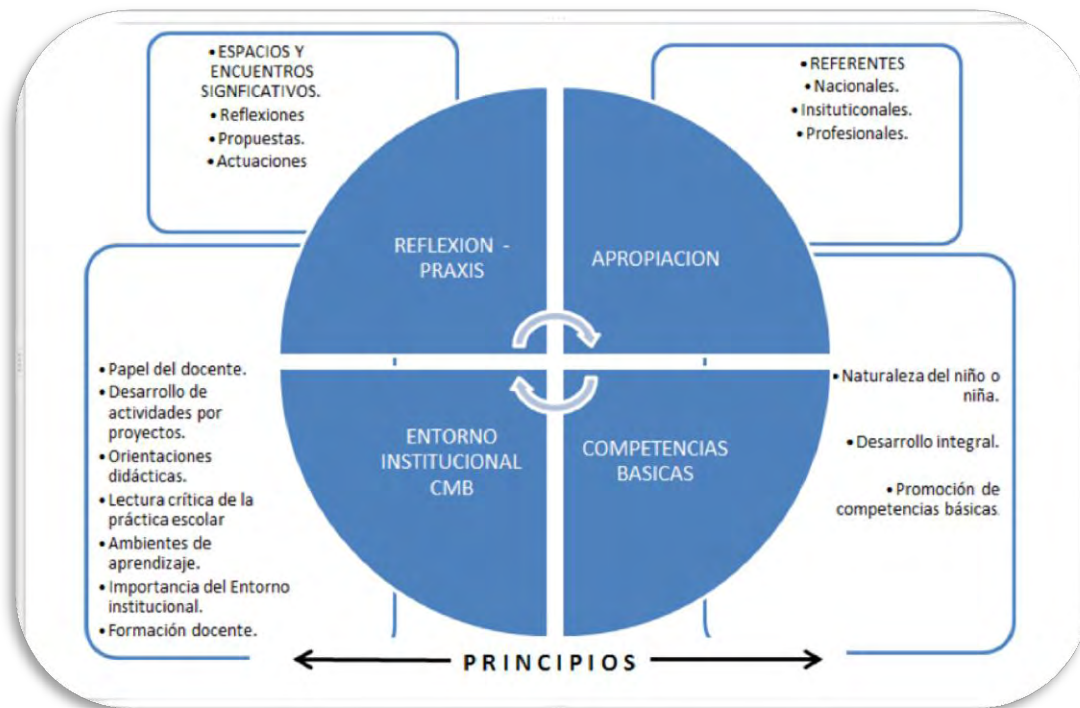 • ESPACIOS Y
ENCUENTROS
SIGNFICATIVOS.
• Reflexiones
• Propuestas.
• Actuaciones
• REFERENTES
• Nacionales.
• Insituticonales.
• Profesionales.
REFLEXION -
PRAXIS
APROPIACION
• Papel del docente.
• Desarrollo de
actividades por
proyectos.
• Orientaciones
didácticas.
• Lectura crítica de la
práctica escolar
• Ambientes de
aprendizaje.
• Importancia del Entorno
institucional.
• Formación docente.
ENTORNO
INSTITUCIONAL
CMB
COMPETENCIAS
BASICAS
• Naturaleza del niño o
niña.
• Desarrollo integral.
• Promoción de
competencias básicas
PRINCIPIOS